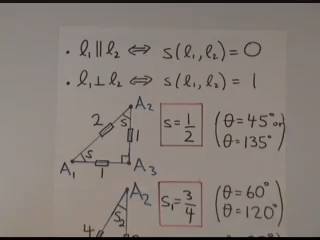 • ℓ₁ ∥ ℓ₂ ⇔ s(ℓ₁, ℓ₂) = 0
• ℓ₁ ⊥ ℓ₂ ⇔ s(ℓ₁, ℓ₂) = 1
A₂
2 s 1
s = 1/2 (θ = 45° or
θ = 135°)
A₁ s 1 A₃
A₂
S₁ = 3/4 (θ = 60°
θ = 120°
4 S₂